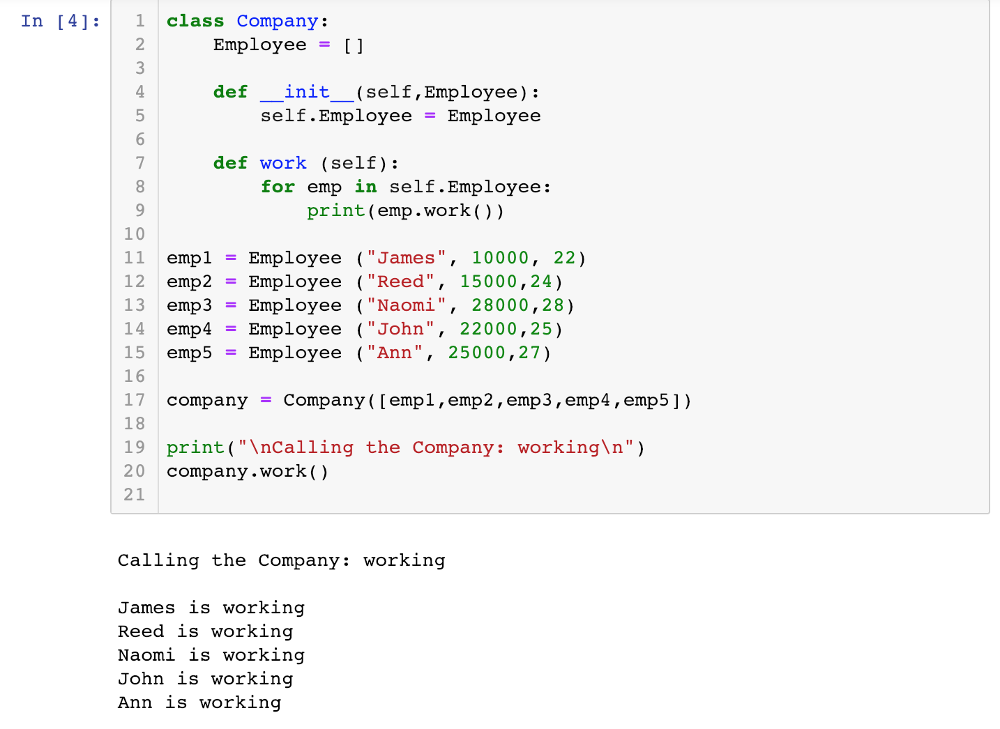 In [4]:
1 class Company:
2     Employee = []
3
4     def __init__(self,Employee):
5         self.Employee = Employee
6
7     def work (self):
8         for emp in self.Employee:
9             print(emp.work())
10
11 emp1 = Employee ("James", 10000, 22)
12 emp2 = Employee ("Reed", 15000,24)
13 emp3 = Employee ("Naomi", 28000,28)
14 emp4 = Employee ("John", 22000,25)
15 emp5 = Employee ("Ann", 25000,27)
16
17 company = Company([emp1,emp2,emp3,emp4,emp5])
18
19 print("\nCalling the Company: working\n")
20 company.work()
21
Calling the Company: working
James is working
Reed is working
Naomi is working
John is working
Ann is working